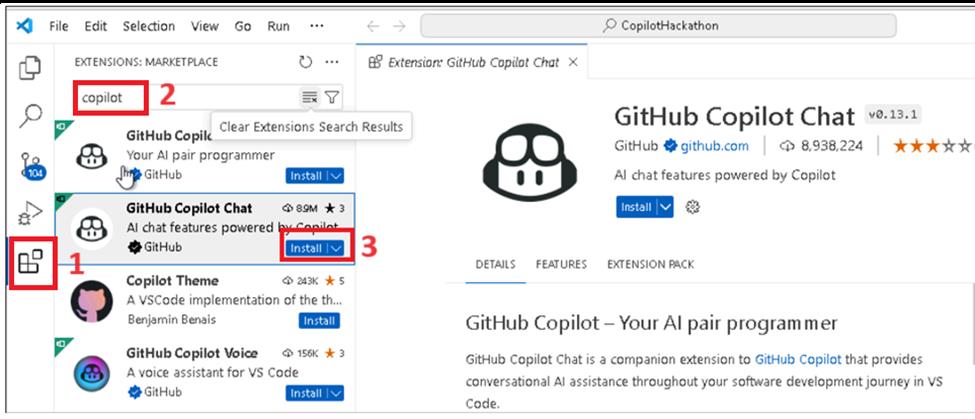 File Edit Selection View Go Run ···
CopilotHackathon
EXTENSIONS: MARKETPLACE ···
copilot
2
Clear Extensions Search Results
GitHub
Your AI pair programmer
GitHub
Install
GitHub Copilot Chat 8.9M 3
AI chat features powered by Copilot
GitHub
Install
3
104
1
Copilot Theme 243K 5
A VSCode implementation of the th...
Benjamin Benais
Install
GitHub Copilot Voice 156K 3
A voice assistant for VS Code
GitHub
Install
Extension: GitHub Copilot Chat
GitHub Copilot Chat v0.13.1
GitHub github.com 8,938,224
AI chat features powered by Copilot
Install
DETAILS FEATURES EXTENSION PACK
GitHub Copilot – Your AI pair programmer
GitHub Copilot Chat is a companion extension to GitHub Copilot that provides
conversational AI assistance throughout your software development journey in VS
Code.